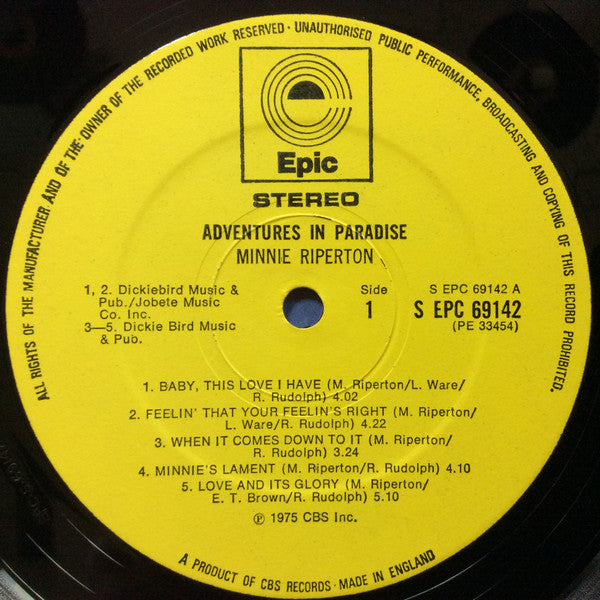 ALL RIGHTS OF THE MANUFACTURER AND OF THE OWNER OF THE RECORDED WORK RESERVED · UNAUTHORISED PUBLIC PERFORMANCE, BROADCASTING AND COPYING OF THIS RECORD PROHIBITED.
Epic
STEREO
ADVENTURES IN PARADISE
MINNIE RIPERTON
1, 2. Dickiebird Music &
Pub./Jobete Music
Co. Inc.
3—5. Dickie Bird Music
& Pub.
Side
1
S EPC 69142 A
S EPC 69142
(PE 33454)
1. BABY, THIS LOVE I HAVE (M. Riperton/L. Ware/
R. Rudolph) 4.02
2. FEELIN' THAT YOUR FEELIN'S RIGHT (M. Riperton/
L. Ware/R. Rudolph) 4.22
3. WHEN IT COMES DOWN TO IT (M. Riperton/
R. Rudolph) 3.24
4. MINNIE'S LAMENT (M. Riperton/R. Rudolph) 4.10
5. LOVE AND ITS GLORY (M. Riperton/
E. T. Brown/R. Rudolph) 5.10
℗ 1975 CBS Inc.
A PRODUCT OF CBS RECORDS · MADE IN ENGLAND